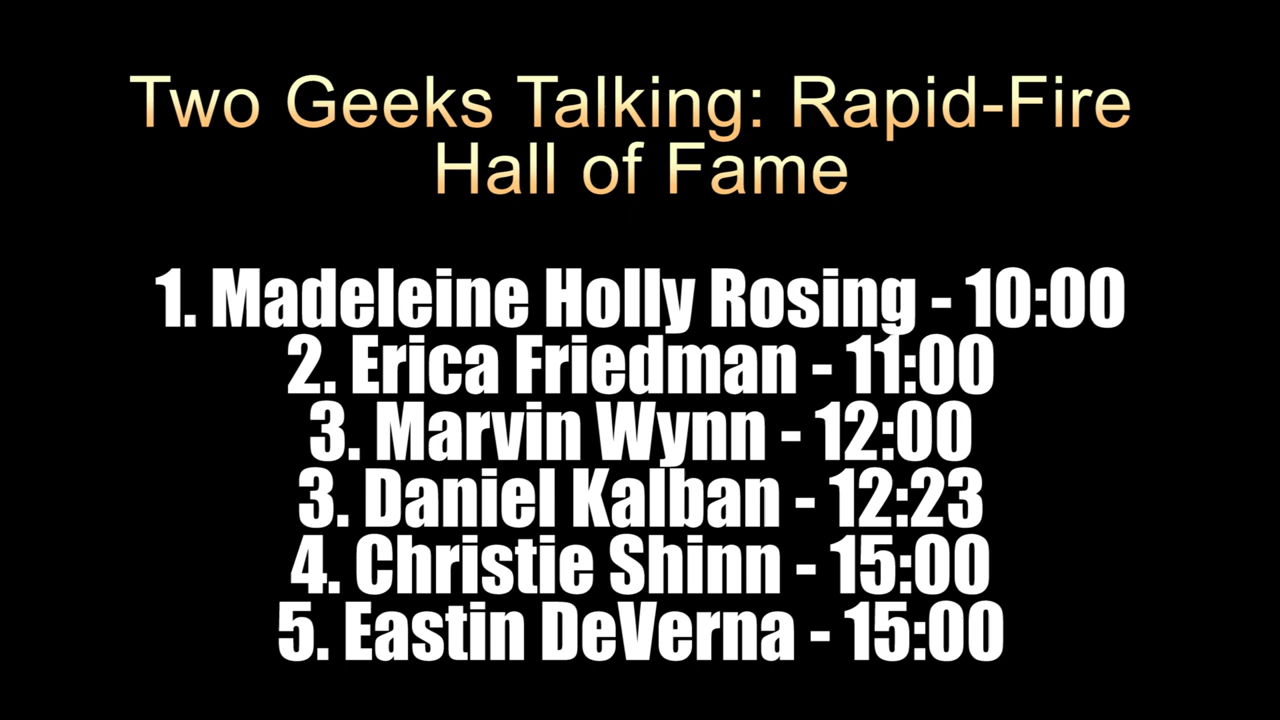 Two Geeks Talking: Rapid-Fire
Hall of Fame
1. Madeleine Holly Rosing - 10:00
2. Erica Friedman - 11:00
3. Marvin Wynn - 12:00
3. Daniel Kalban - 12:23
4. Christie Shinn - 15:00
5. Eastin DeVerna - 15:00